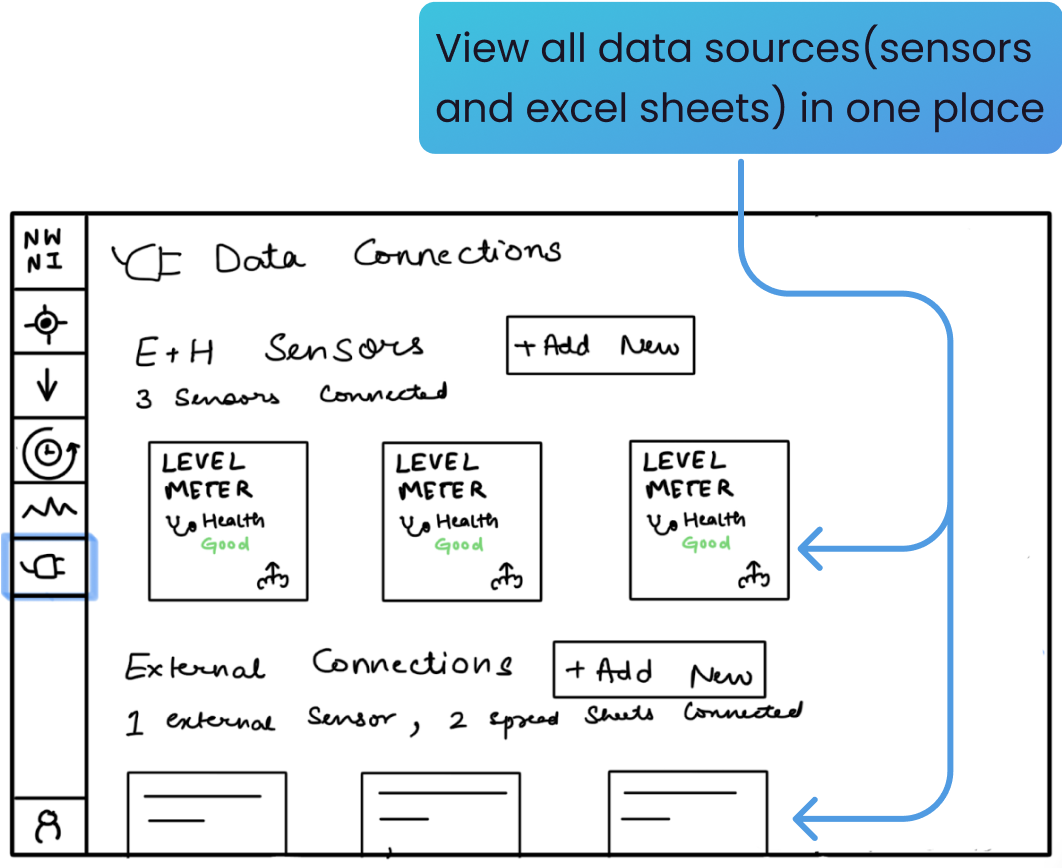 View all data sources(sensors
and excel sheets) in one place
NW
NI
Data Connections
E+H Sensors
+ Add New
3 Sensors Connected
LEVEL
METER
Health
Good
LEVEL
METER
Health
Good
LEVEL
METER
Health
Good
External Connections
+ Add New
1 external Sensor, 2 spread Sheets Connected